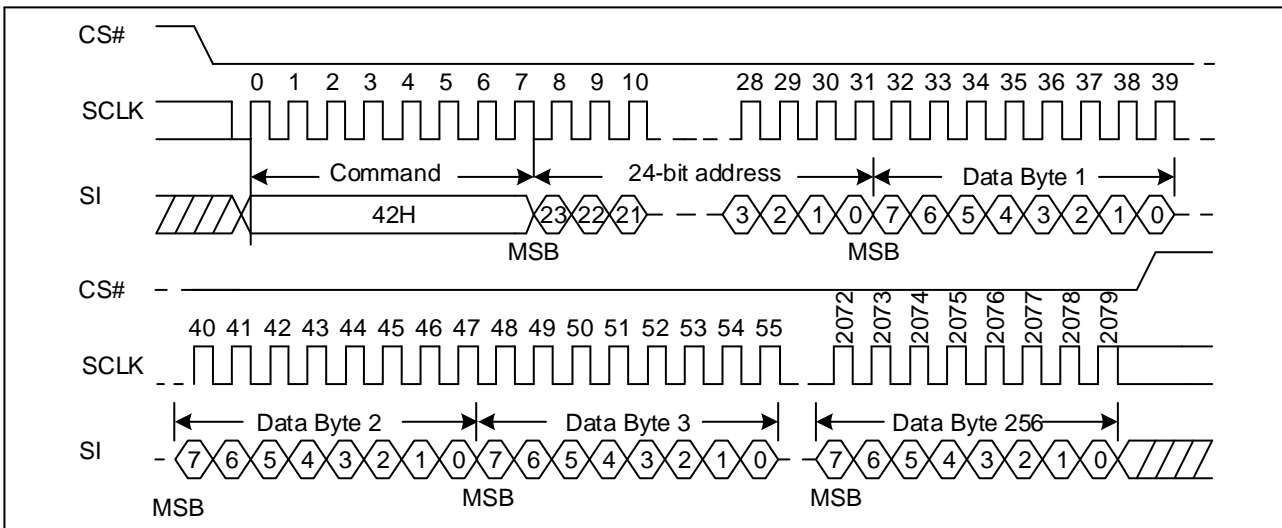 CS#
0 1 2 3 4 5 6 7 8 9 10 28 29 30 31 32 33 34 35 36 37 38 39
SCLK
Command 24-bit address Data Byte 1
SI
42H 23 22 21 3 2 1 0 7 6 5 4 3 2 1 0
MSB MSB
CS#
40 41 42 43 44 45 46 47 48 49 50 51 52 53 54 55 2072 2073 2074 2075 2076 2077 2078 2079
SCLK
Data Byte 2 Data Byte 3 Data Byte 256
SI
7 6 5 4 3 2 1 0 7 6 5 4 3 2 1 0 7 6 5 4 3 2 1 0
MSB MSB MSB